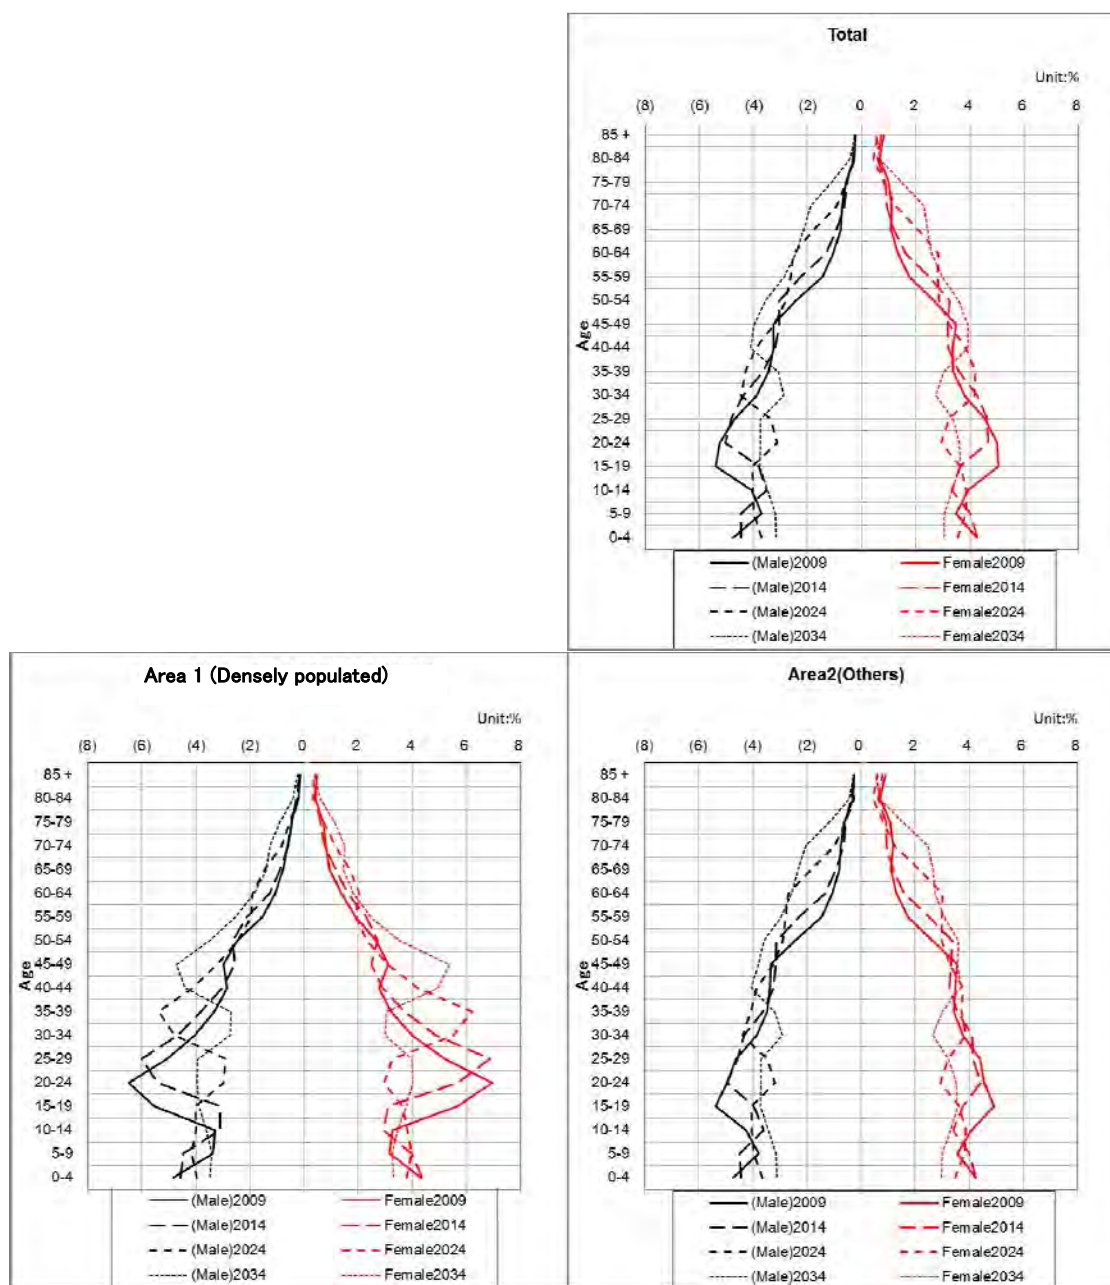 Total
Unit:%
(8) (6) (4) (2) 0 2 4 6 8
85 +
80-84
75-79
70-74
65-69
60-64
55-59
50-54
45-49
Age
40-44
35-39
30-34
25-29
20-24
15-19
10-14
5-9
0-4
(Male)2009 Female2009
(Male)2014 Female2014
(Male)2024 Female2024
(Male)2034 Female2034
Area 1 (Densely populated)
Unit:%
(8) (6) (4) (2) 0 2 4 6 8
85 +
80-84
75-79
70-74
65-69
60-64
55-59
50-54
45-49
Age
40-44
35-39
30-34
25-29
20-24
15-19
10-14
5-9
0-4
(Male)2009 Female2009
(Male)2014 Female2014
(Male)2024 Female2024
(Male)2034 Female2034
Area2(Others)
Unit:%
(8) (6) (4) (2) 0 2 4 6 8
85 +
80-84
75-79
70-74
65-69
60-64
55-59
50-54
45-49
Age
40-44
35-39
30-34
25-29
20-24
15-19
10-14
5-9
0-4
(Male)2009 Female2009
(Male)2014 Female2014
(Male)2024 Female2024
(Male)2034 Female2034